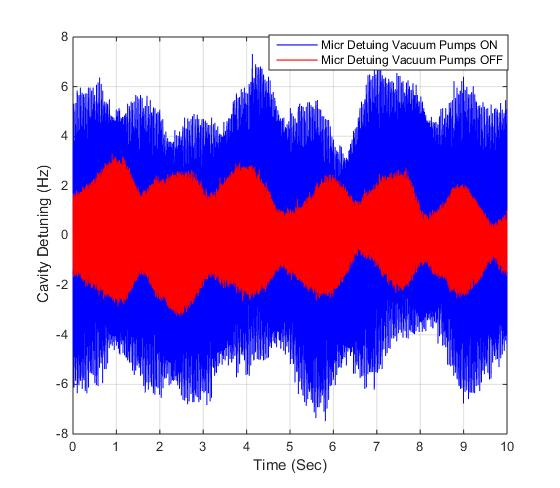 Micr Detuing Vacuum Pumps ON
Micr Detuing Vacuum Pumps OFF
8
6
4
2
0
-2
-4
-6
-8
Cavity Detuning (Hz)
0 1 2 3 4 5 6 7 8 9 10
Time (Sec)